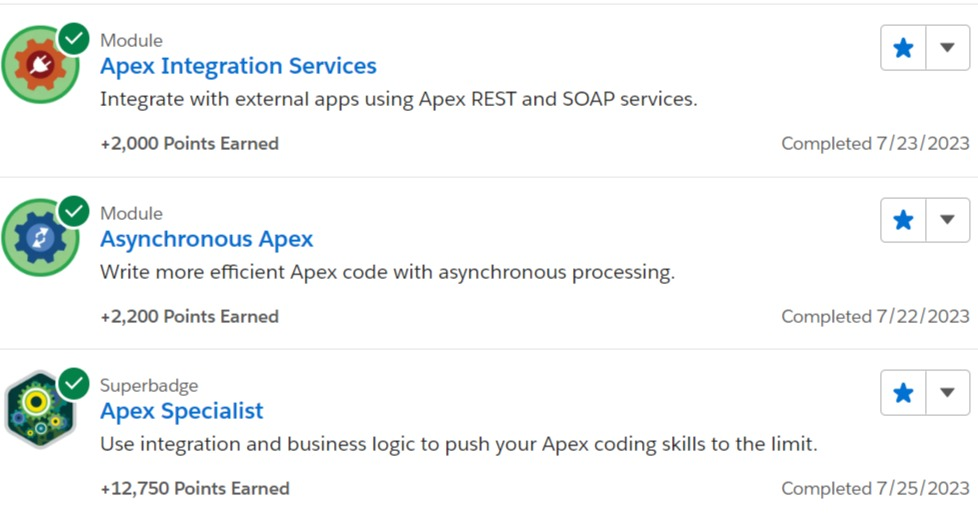 Module
Apex Integration Services
Integrate with external apps using Apex REST and SOAP services.
+2,000 Points Earned
Completed 7/23/2023
Module
Asynchronous Apex
Write more efficient Apex code with asynchronous processing.
+2,200 Points Earned
Completed 7/22/2023
Superbadge
Apex Specialist
Use integration and business logic to push your Apex coding skills to the limit.
+12,750 Points Earned
Completed 7/25/2023